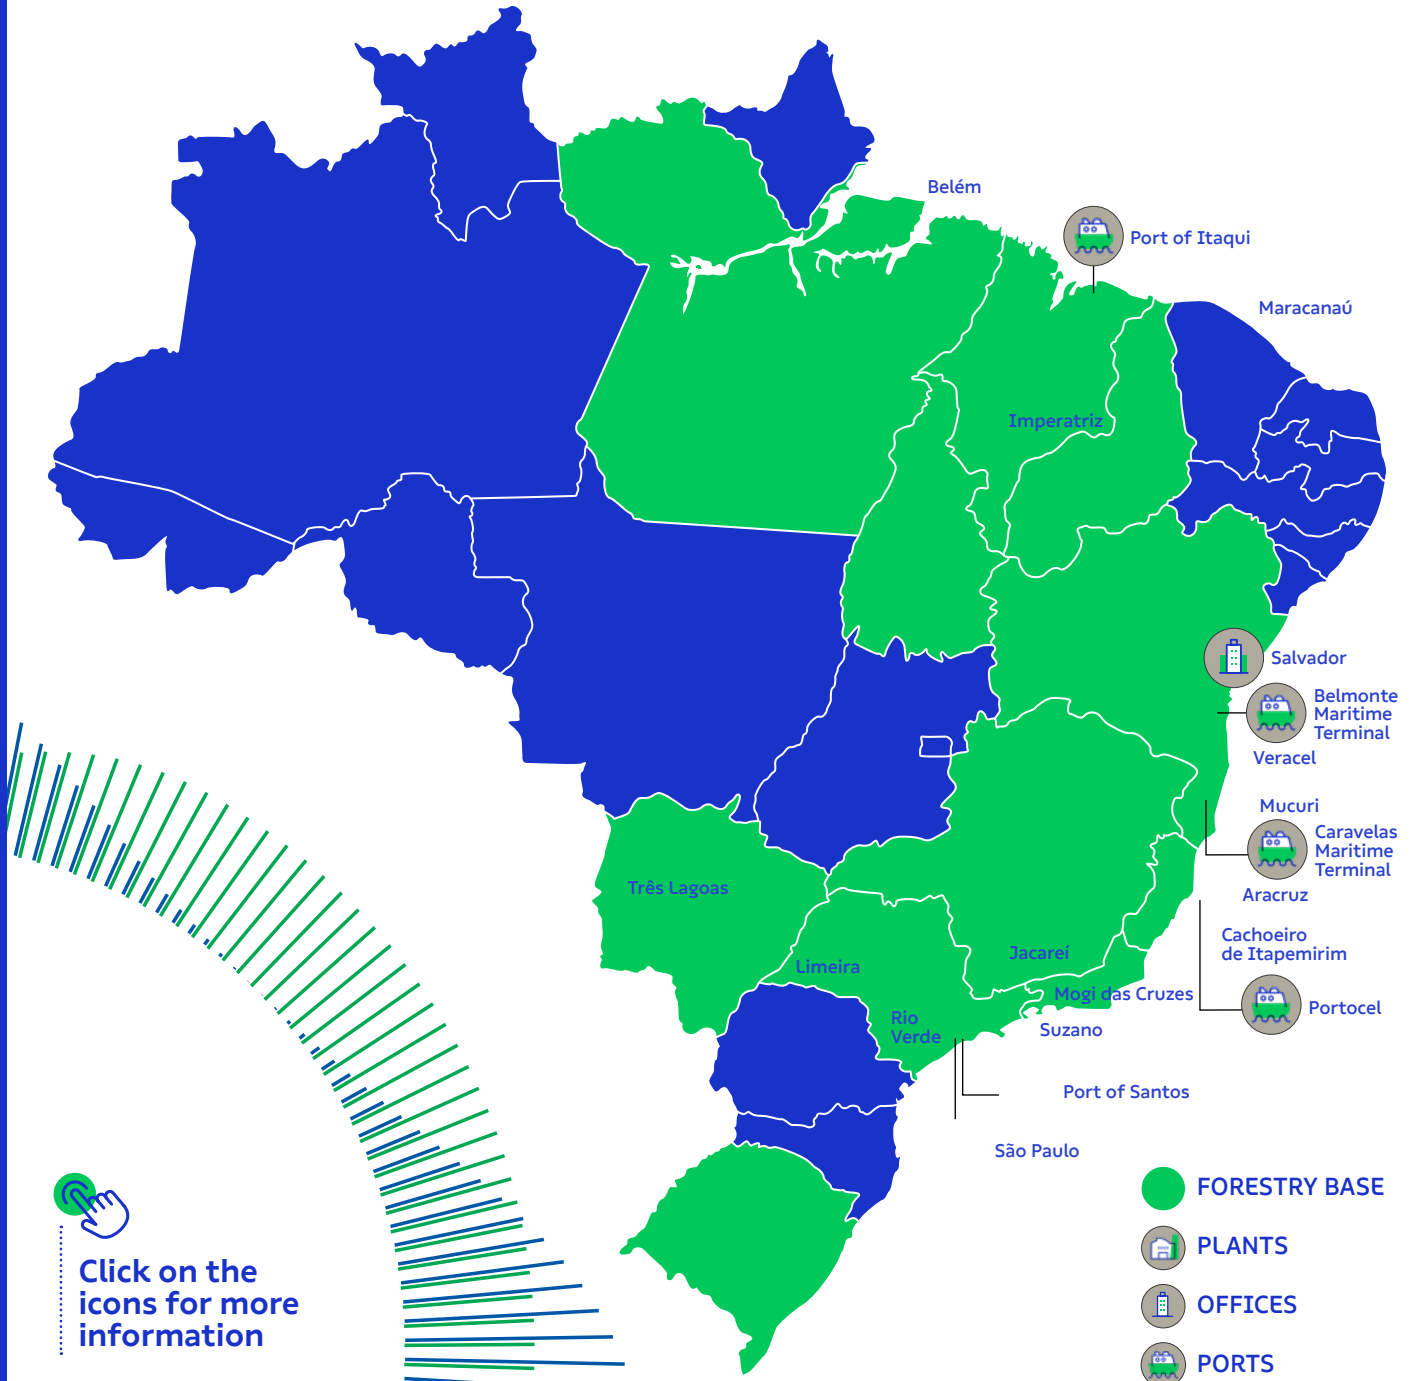 Belém
Port of Itaqui
Maracanaú
Imperatriz
Salvador
Belmonte
Maritime
Terminal
Veracel
Mucuri
Caravelas
Maritime
Terminal
Três Lagoas
Aracruz
Cachoeiro
de Itapemirim
Jacareí
Limeira
Mogi das Cruzes
Portocel
Rio
Verde
Suzano
Port of Santos
São Paulo
FORESTRY BASE
PLANTS
OFFICES
PORTS
Click on the
icons for more
information